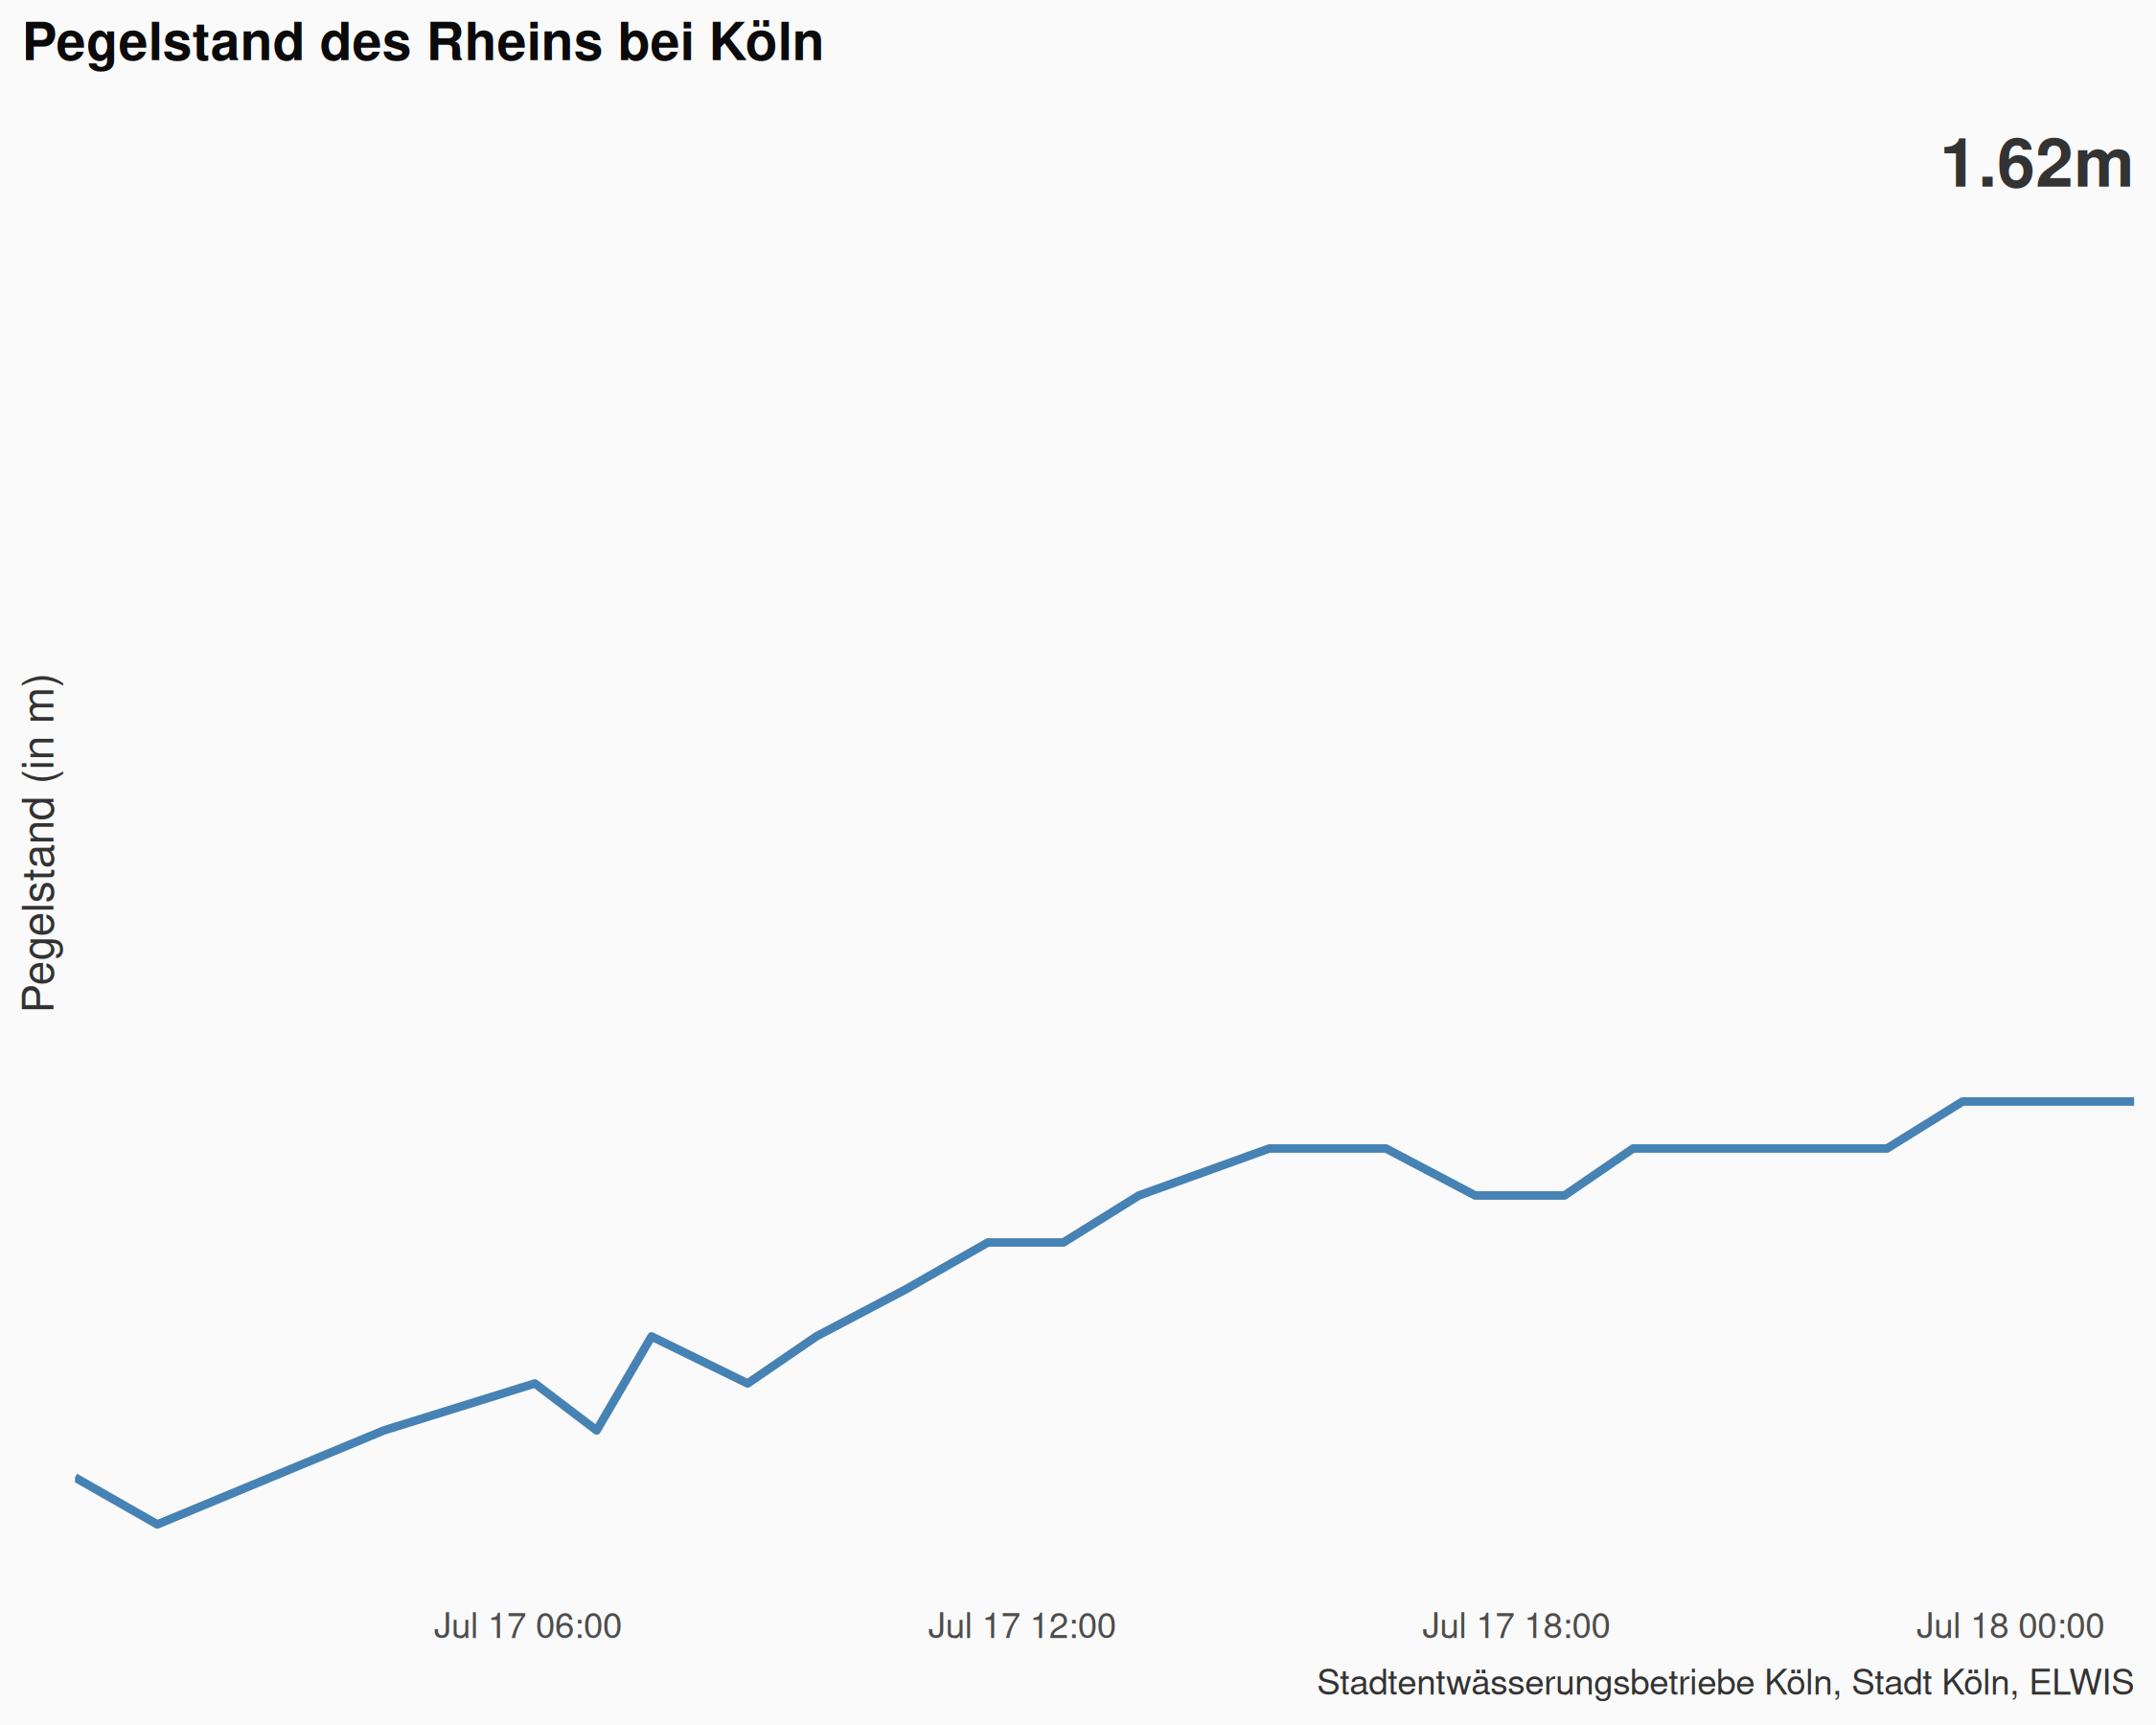 Pegelstand des Rheins bei Köln
1.62m
Pegelstand (in m)
Jul 17 06:00
Jul 17 12:00
Jul 17 18:00
Jul 18 00:00
Stadtentwässerungsbetriebe Köln, Stadt Köln, ELWIS